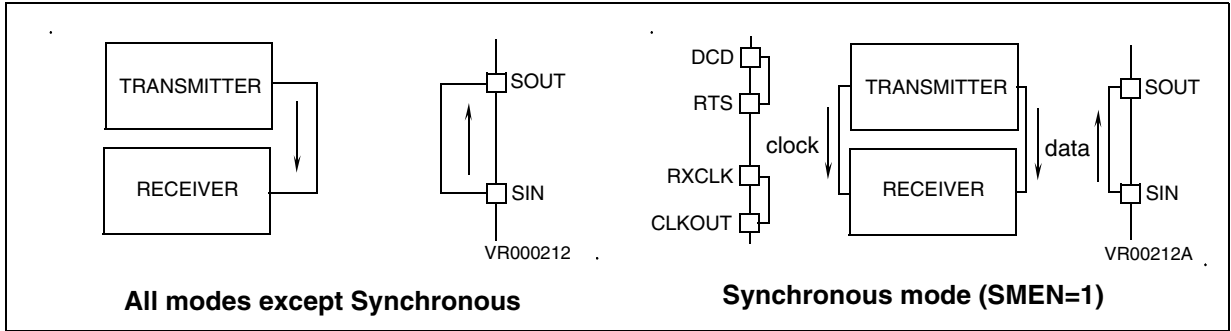 TRANSMITTER
RECEIVER
SOUT
SIN
VR000212
All modes except Synchronous
DCD
RTS
RXCLK
CLKOUT
clock
TRANSMITTER
RECEIVER
data
SOUT
SIN
VR00212A
Synchronous mode (SMEN=1)